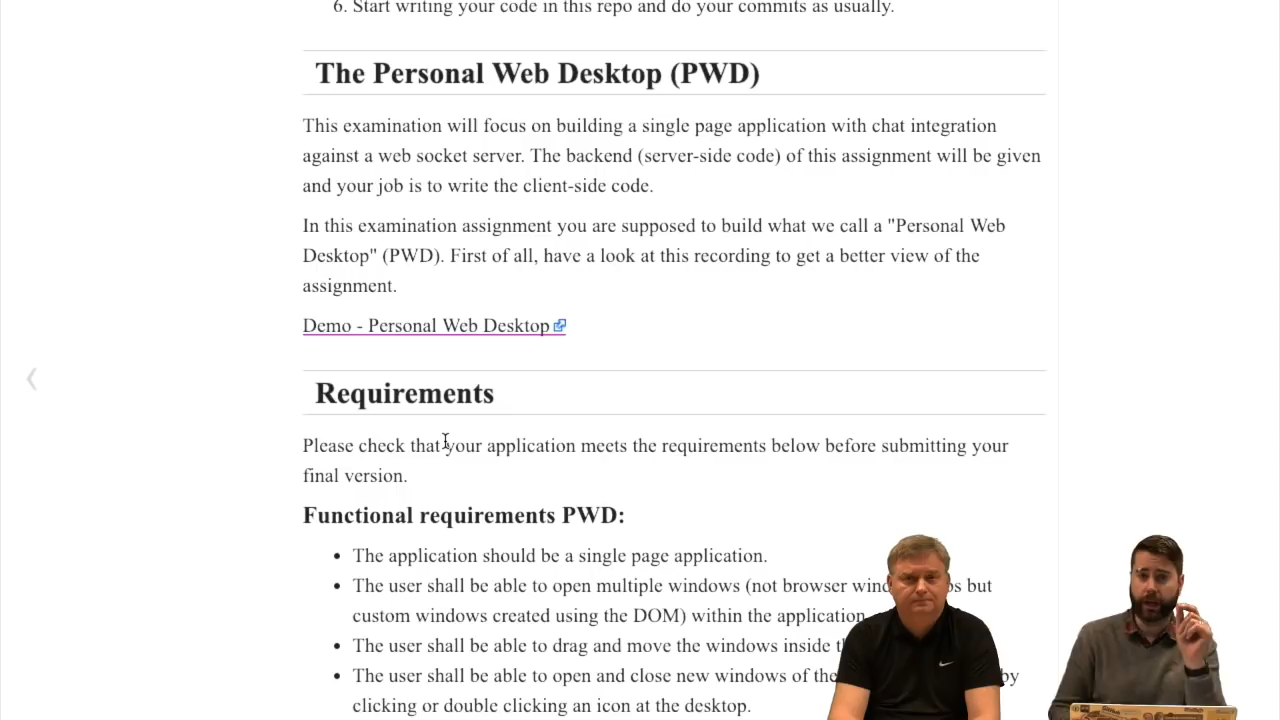 6. Start writing your code in this repo and do your commits as usually.
The Personal Web Desktop (PWD)
This examination will focus on building a single page application with chat integration
against a web socket server. The backend (server-side code) of this assignment will be given
and your job is to write the client-side code.
In this examination assignment you are supposed to build what we call a "Personal Web
Desktop" (PWD). First of all, have a look at this recording to get a better view of the
assignment.
Demo - Personal Web Desktop
Requirements
Please check that your application meets the requirements below before submitting your
final version.
Functional requirements PWD:
• The application should be a single page application.
• The user shall be able to open multiple windows (not browser but
custom windows created using the DOM) within the application
• The user shall be able to drag and move the windows inside
• The user shall be able to open and close new windows of the by
clicking or double clicking an icon at the desktop.